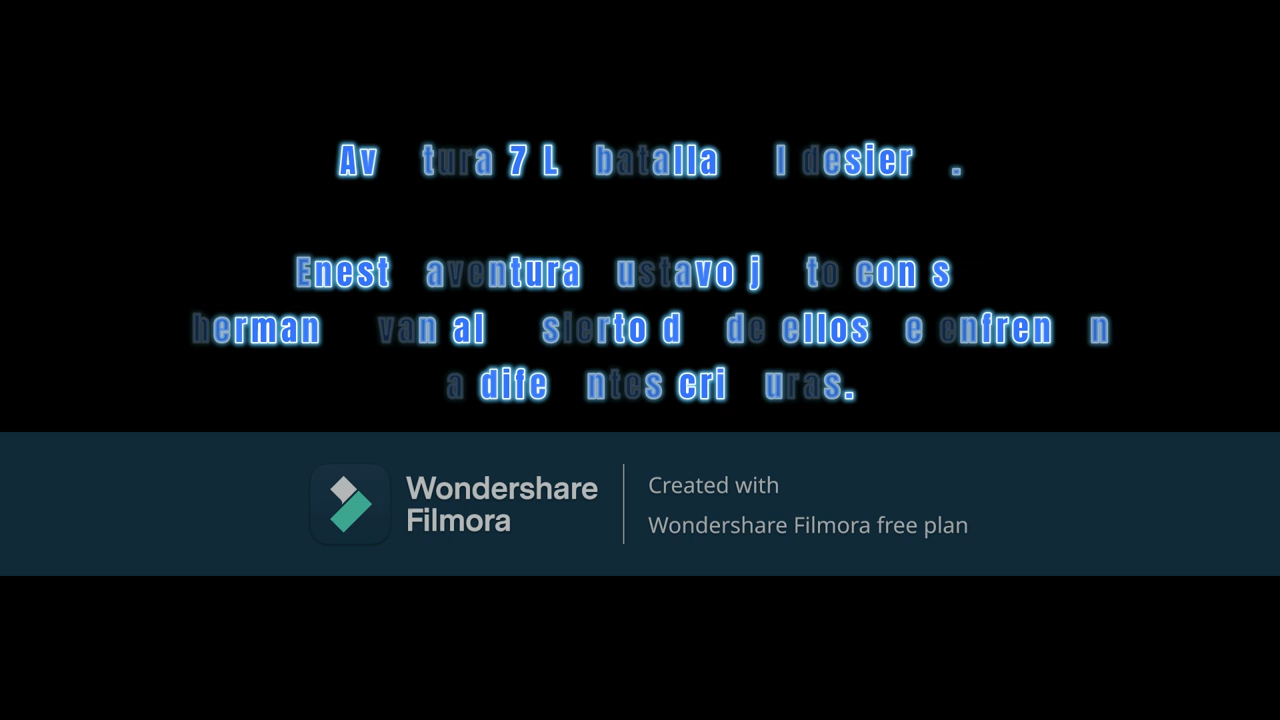 Av tura 7 L batalla l desier .
Enest aventura ustavo j to con s
herman van al sierto d de ellos e enfren n
a dife ntes cri uras.
Wondershare
Filmora
Created with
Wondershare Filmora free plan